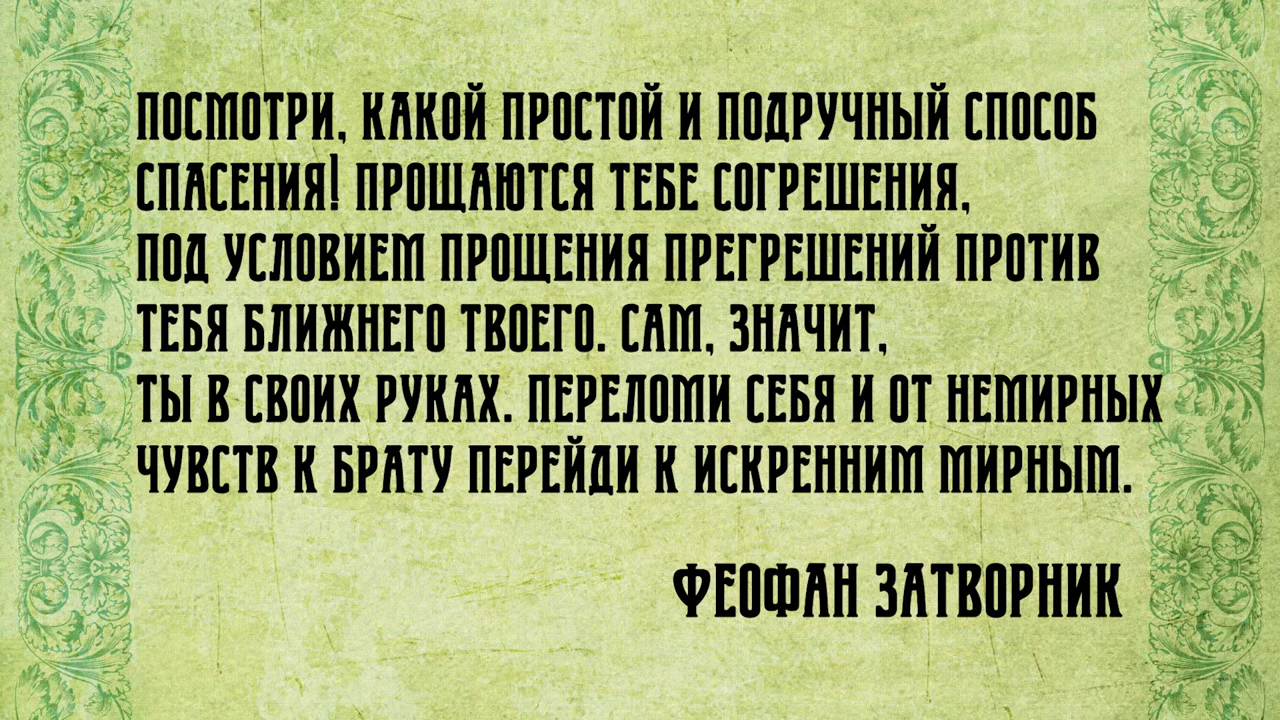 ПОСМОТРИ, КАКОЙ ПРОСТОЙ И ПОДРУЧНЫЙ СПОСОБ
СПАСЕНИЯ! ПРОЩАЮТСЯ ТЕБЕ СОГРЕШЕНИЯ,
ПОД УСЛОВИЕМ ПРОЩЕНИЯ ПРЕГРЕШЕНИЙ ПРОТИВ
ТЕБЯ БЛИЖНЕГО ТВОЕГО. САМ, ЗНАЧИТ,
ТЫ В СВОИХ РУКАХ. ПЕРЕЛОМИ СЕБЯ И ОТ НЕМИРНЫХ
ЧУВСТВ К БРАТУ ПЕРЕЙДИ К ИСКРЕННИМ МИРНЫМ.
ФЕОФАН ЗАТВОРНИК